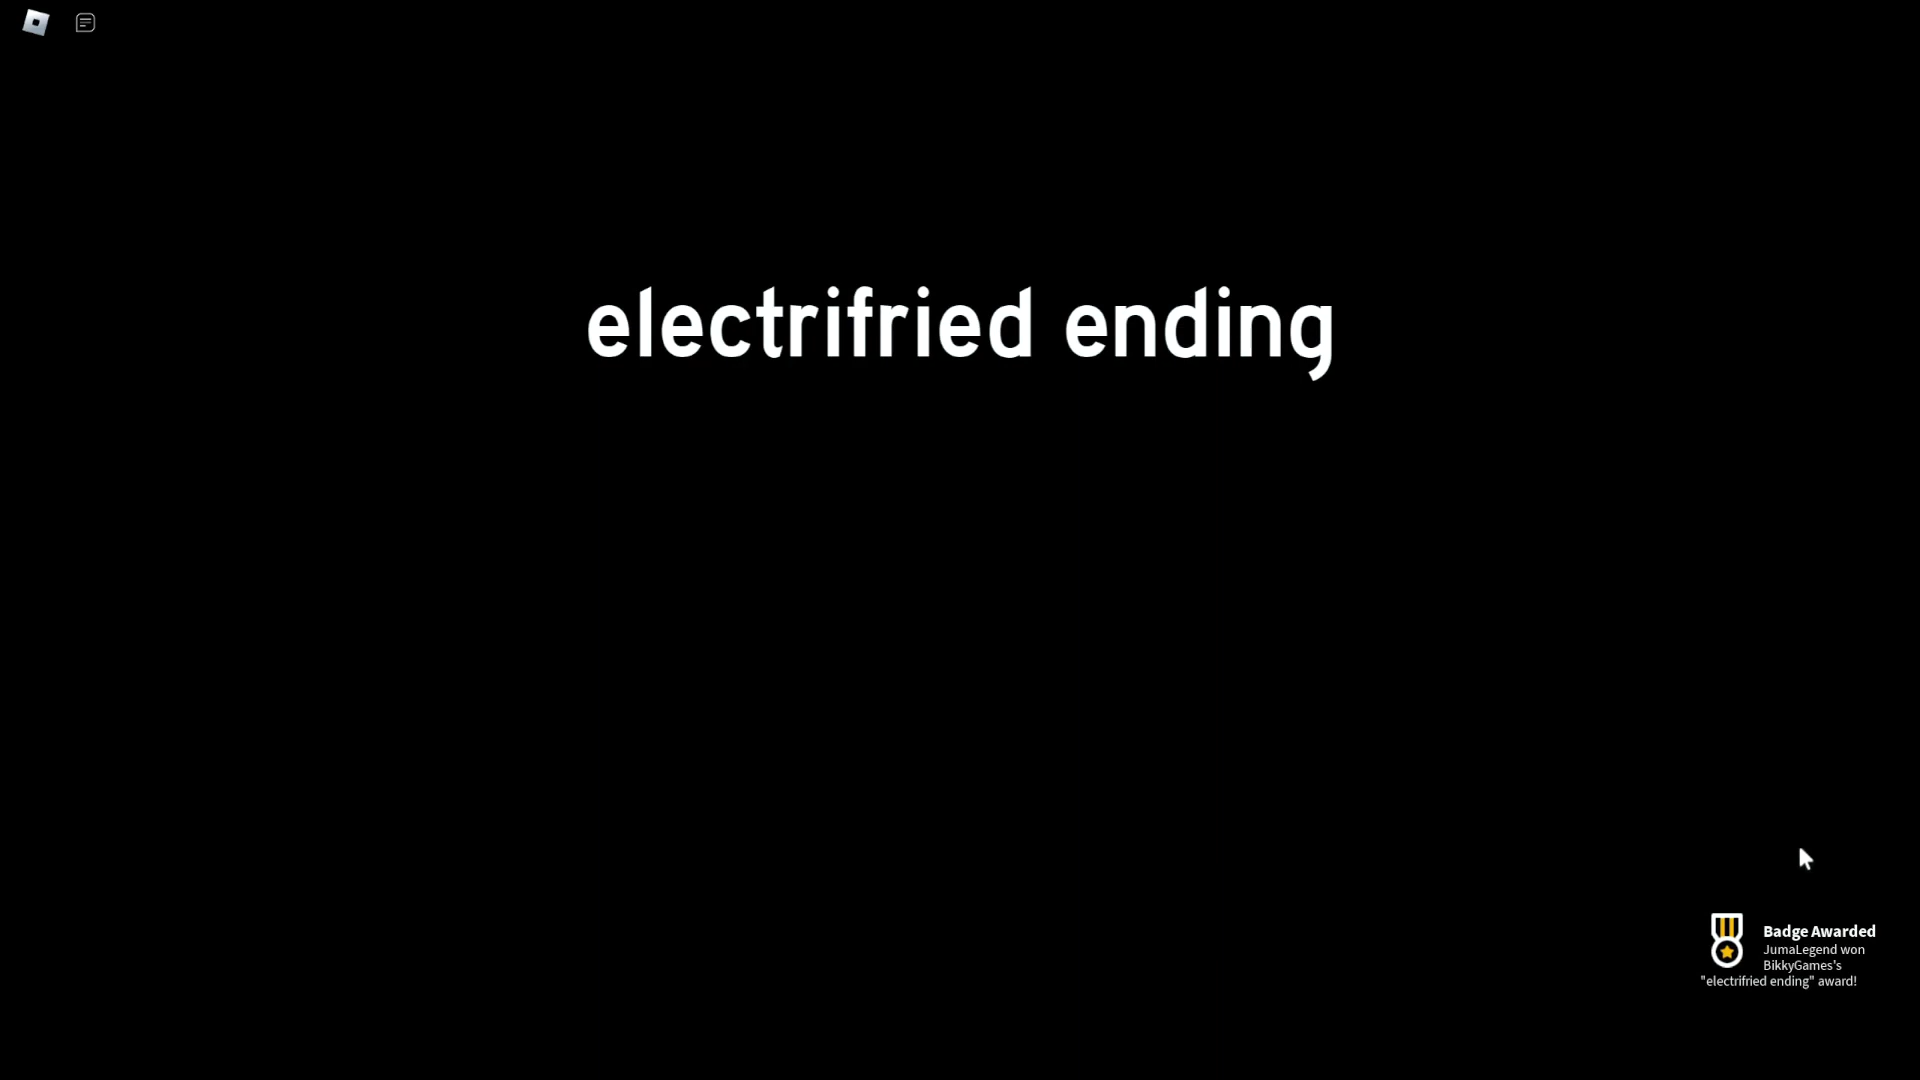 electrifried ending
Badge Awarded
JumaLegend won
BikkyGames's
"electrifried ending" award!